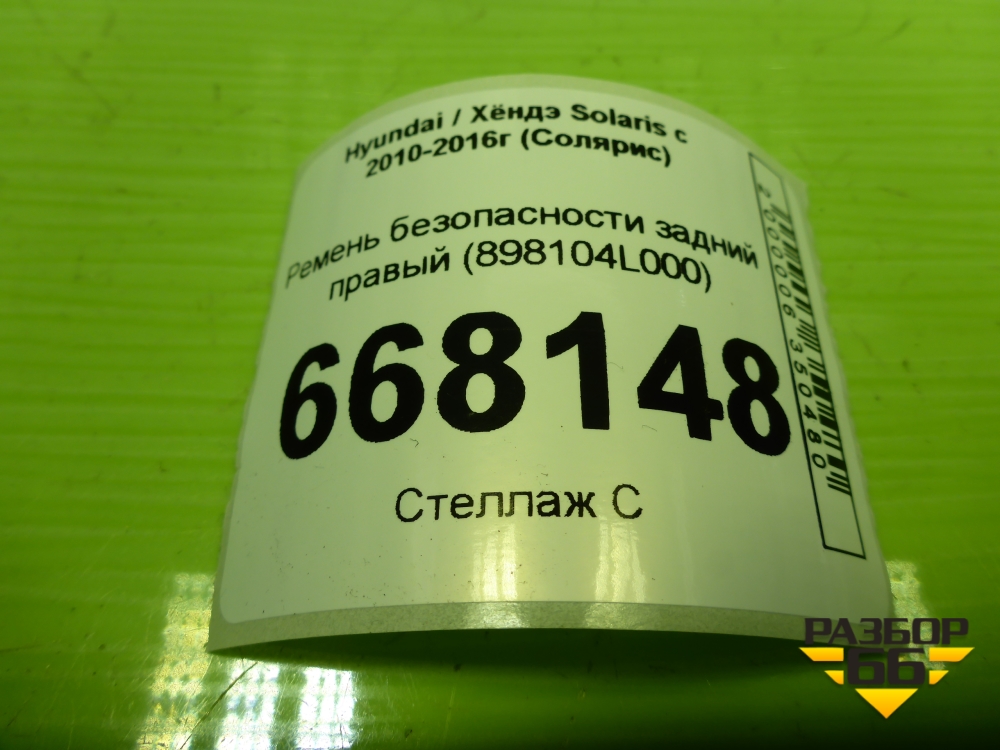 Hyundai / Хёндэ Solaris с
2010-2016г (Солярис)
Ремень безопасности задний
правый (898104L000)
668148
Стеллаж С
2000006350480
РАЗБОР
66